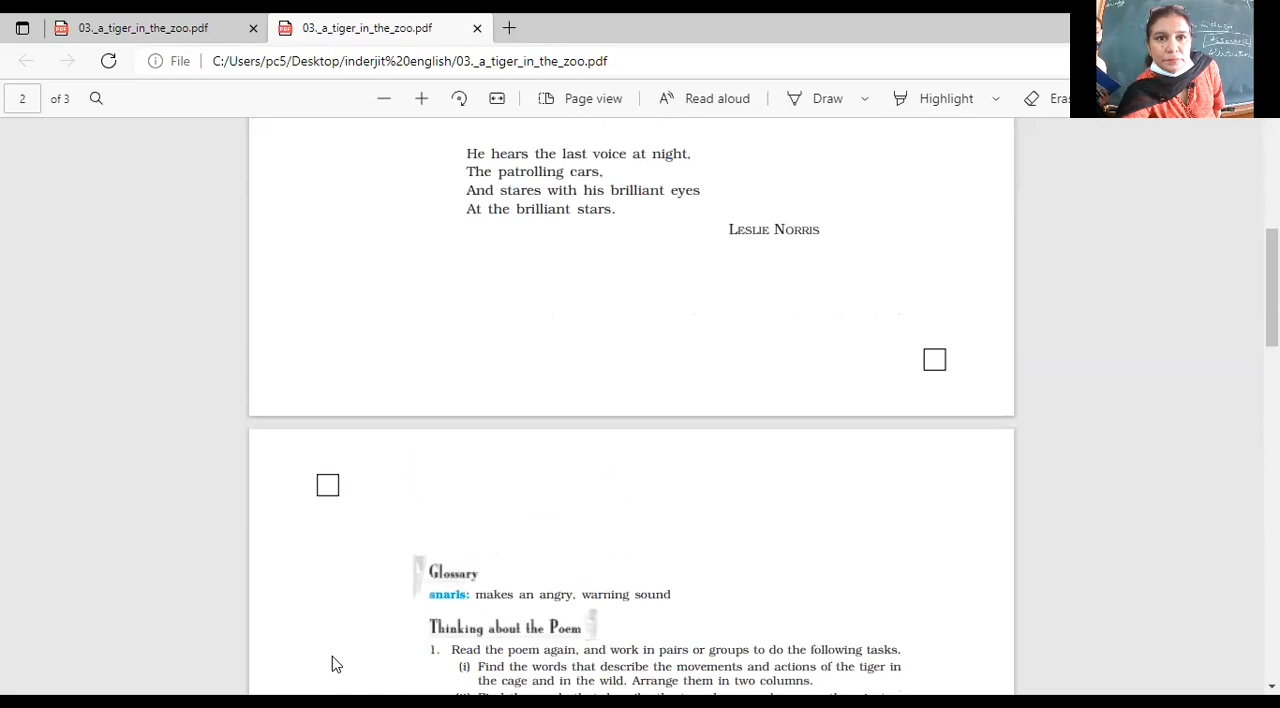 03._a_tiger_in_the_zoo.pdf
03._a_tiger_in_the_zoo.pdf
File
C:/Users/pc5/Desktop/inderjit%20english/03._a_tiger_in_the_zoo.pdf
2 of 3
Page view
Read aloud
Draw
Highlight
Eras
He hears the last voice at night,
The patrolling cars,
And stares with his brilliant eyes
At the brilliant stars.
LESLIE NORRIS
Glossary
snarls: makes an angry, warning sound
Thinking about the Poem
1. Read the poem again, and work in pairs or groups to do the following tasks.
(i) Find the words that describe the movements and actions of the tiger in
the cage and in the wild. Arrange them in two columns.